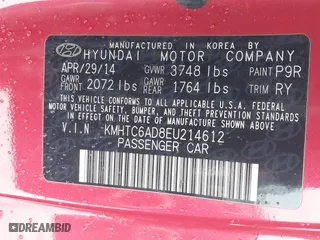 MANUFACTURED IN KOREA BY
HYUNDAI MOTOR COMPANY
APR/29/14 GVWR 3748 lbs PAINT P9R
GAWR FRONT 2072 lbs GAWR REAR 1764 lbs TRIM RY
THIS VEHICLE CONFORMS TO ALL APPLICABLE U.S. FEDERAL MOTOR VEHICLE SAFETY, BUMPER, AND THEFT PREVENTION STANDARDS IN EFFECT ON THE DATE OF MANUFACTURE SHOWN ABOVE.
V.I.N KMHTC6AD8EU214612
PASSENGER CAR
DREAMBID